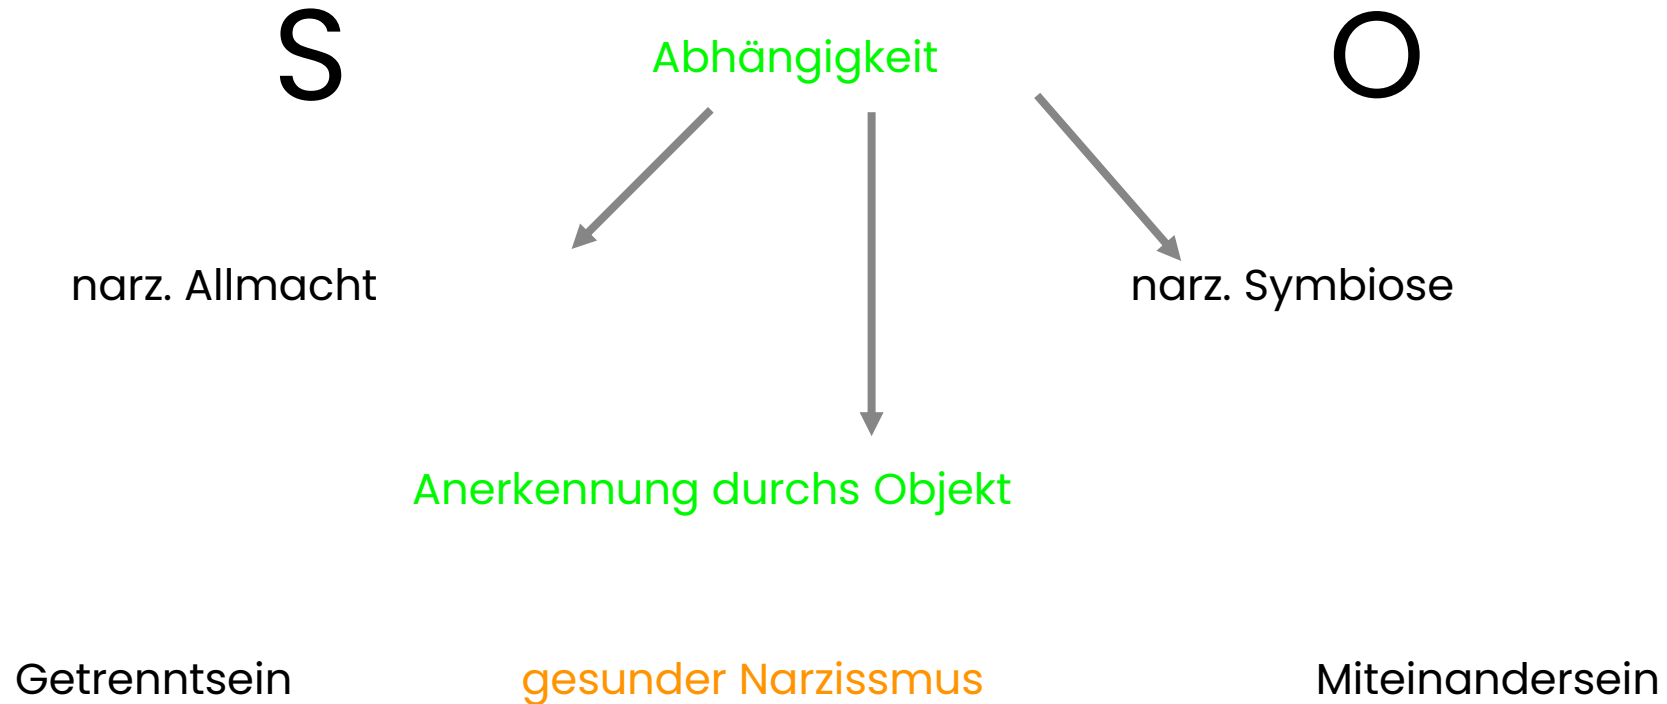 S Abhängigkeit O
narz. Allmacht narz. Symbiose
Anerkennung durchs Objekt
Getrenntsein gesunder Narzissmus Miteinandersein